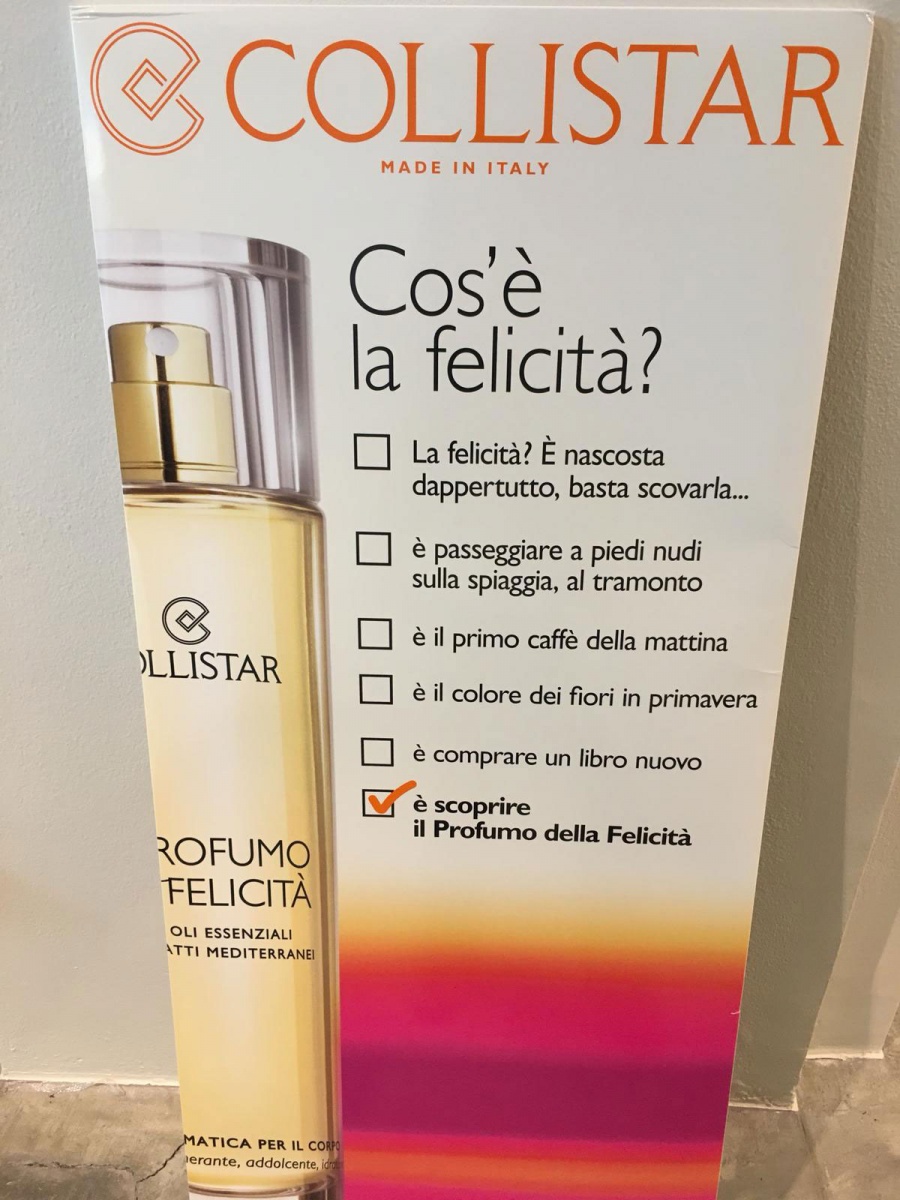 COLLISTAR
MADE IN ITALY
Cos'è
la felicità?
La felicità? È nascosta
dappertutto, basta scovarla...
è passeggiare a piedi nudi
sulla spiaggia, al tramonto
è il primo caffè della mattina
è il colore dei fiori in primavera
è comprare un libro nuovo
è scoprire
il Profumo della Felicità
OLLISTAR
ROFUMO
FELICITÀ
OLI ESSENZIALI
ATTI MEDITERRANEI
MATICA PER IL CORPO
erante, addolcente,